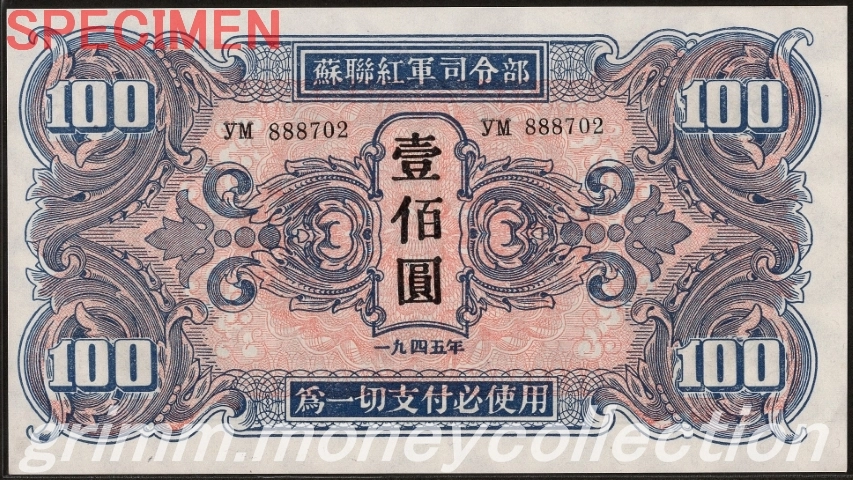 SPECIMEN
蘇聯紅軍司令部
100 100
УМ 888702 УМ 888702
壹佰圓
一九四五年
100 100
爲一切支付必使用
grimm.moneycollection